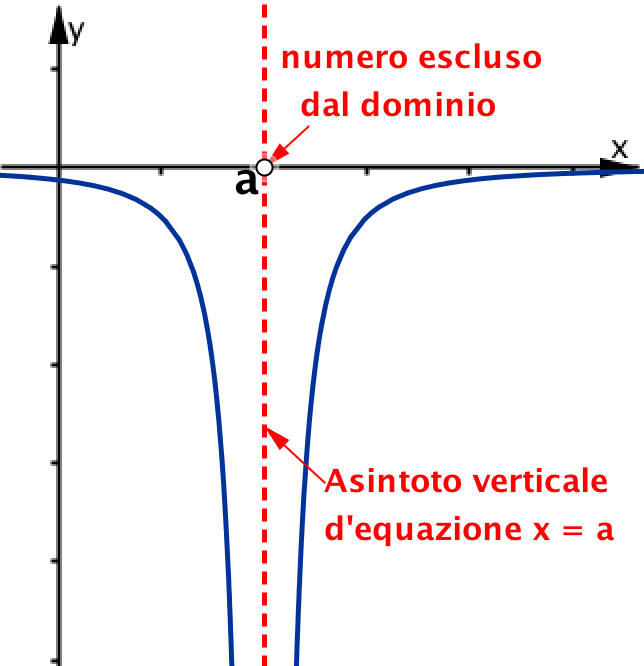 y
numero escluso
dal dominio
x
a
Asintoto verticale
d'equazione x = a